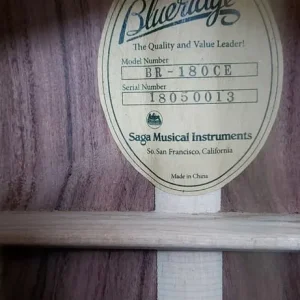 Blueridge
The Quality and Value Leader!
Model Number
BR-180CE
Serial Number
18050013
Saga Musical Instruments
So. San Francisco, California
Made in China